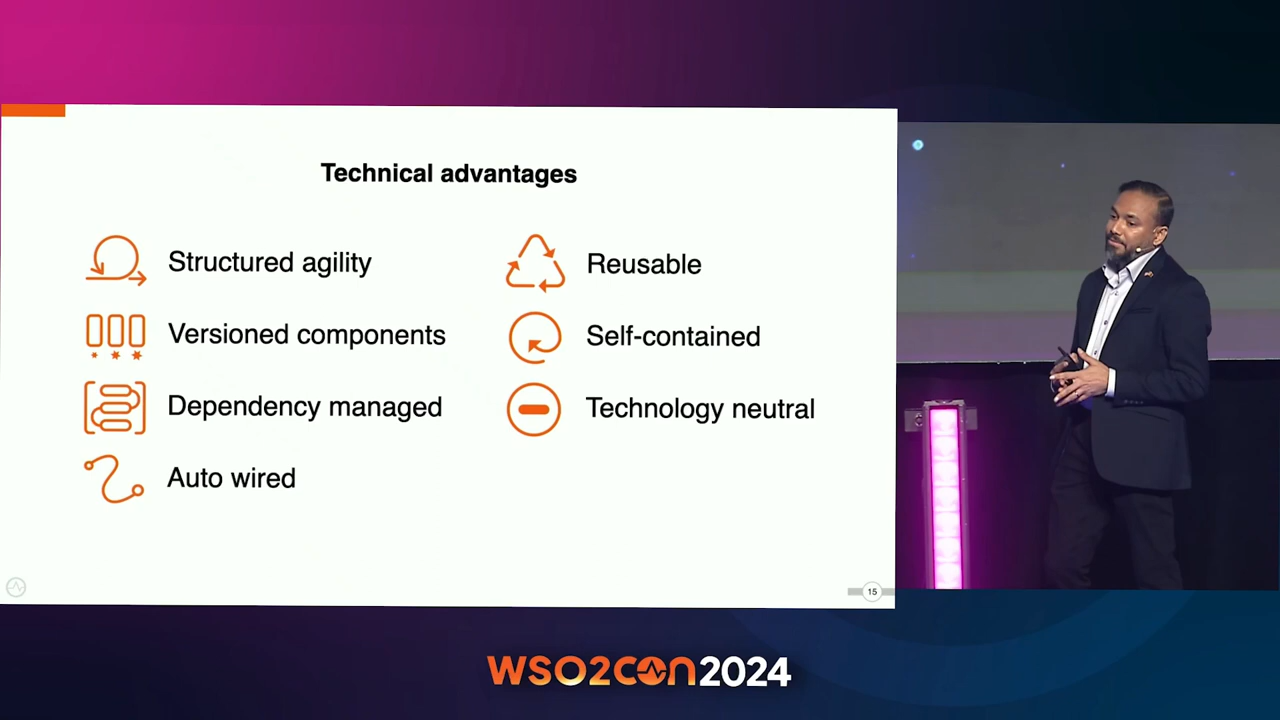 Technical advantages
Structured agility
Versioned components
Dependency managed
Auto wired
Reusable
Self-contained
Technology neutral
15
WSO2CON2024